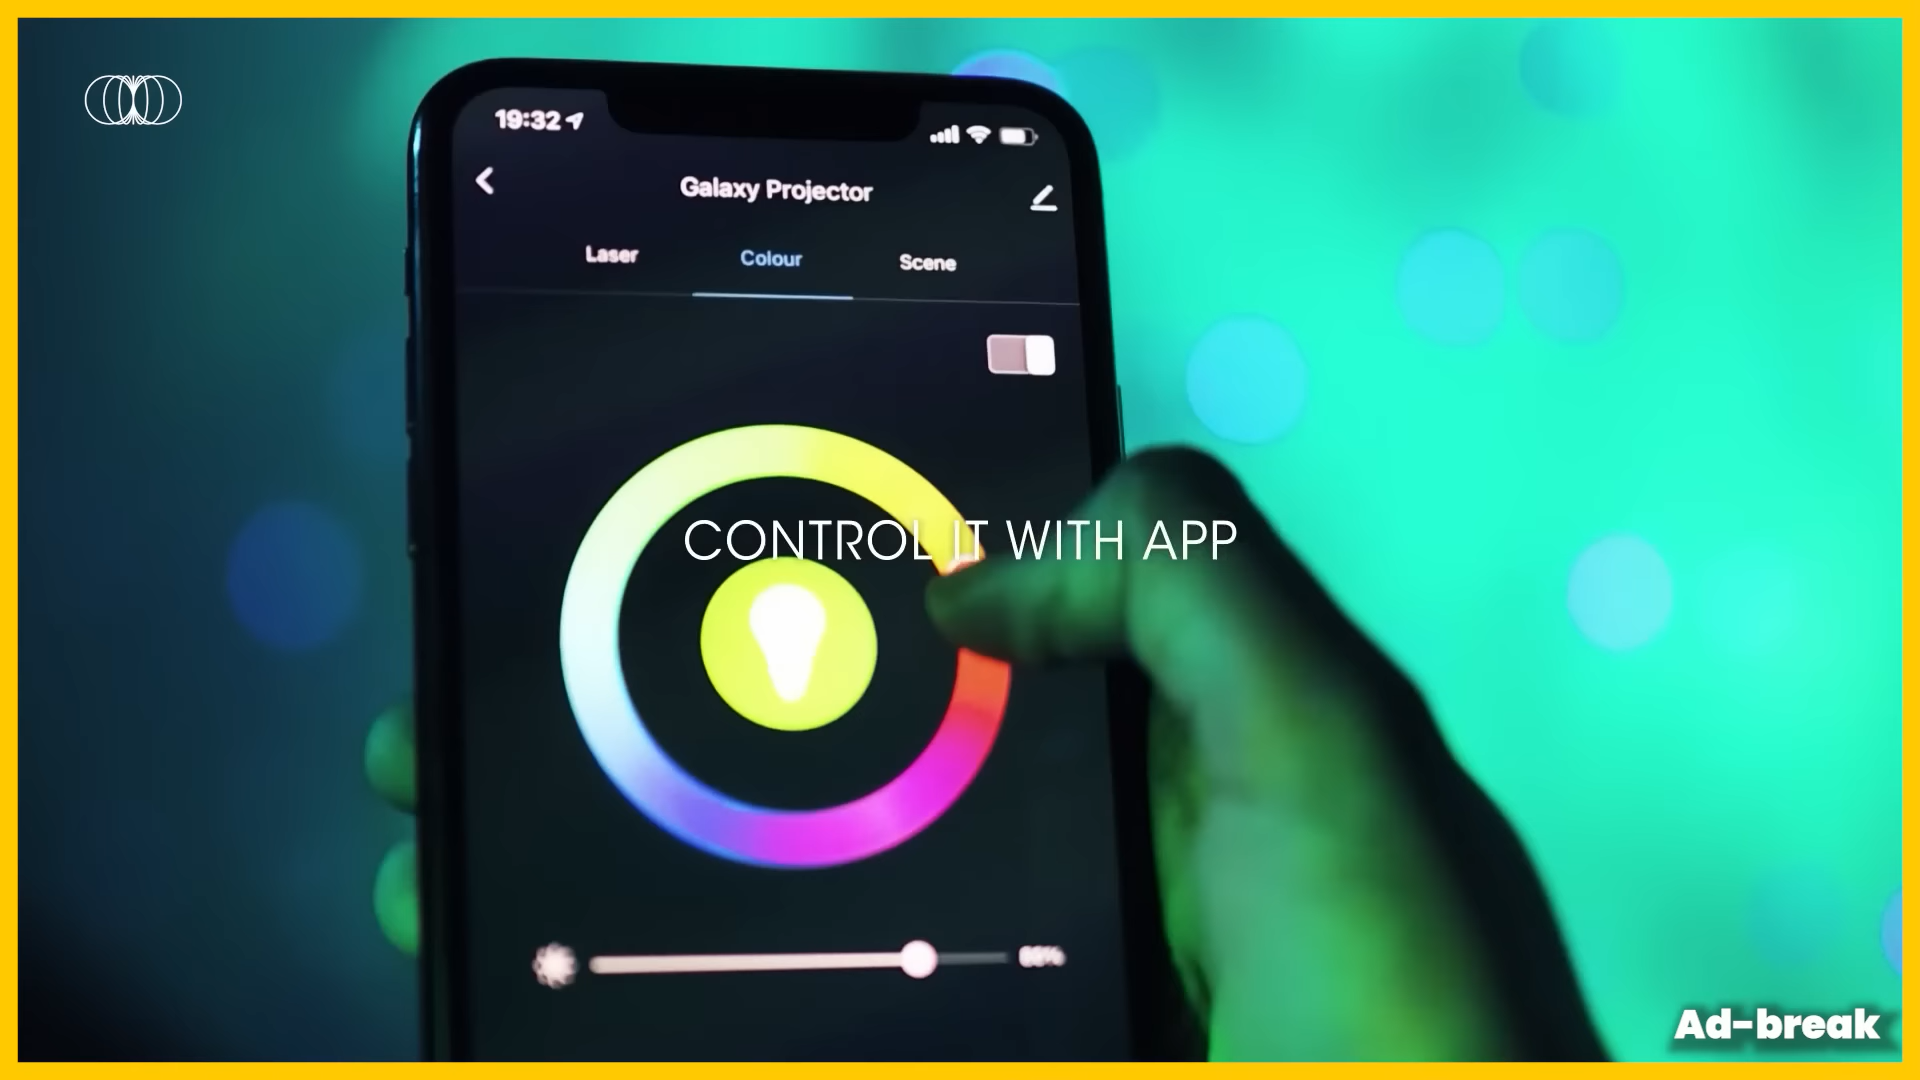 19:32
Galaxy Projector
Laser Colour Scene
CONTROL IT WITH APP
Ad-break